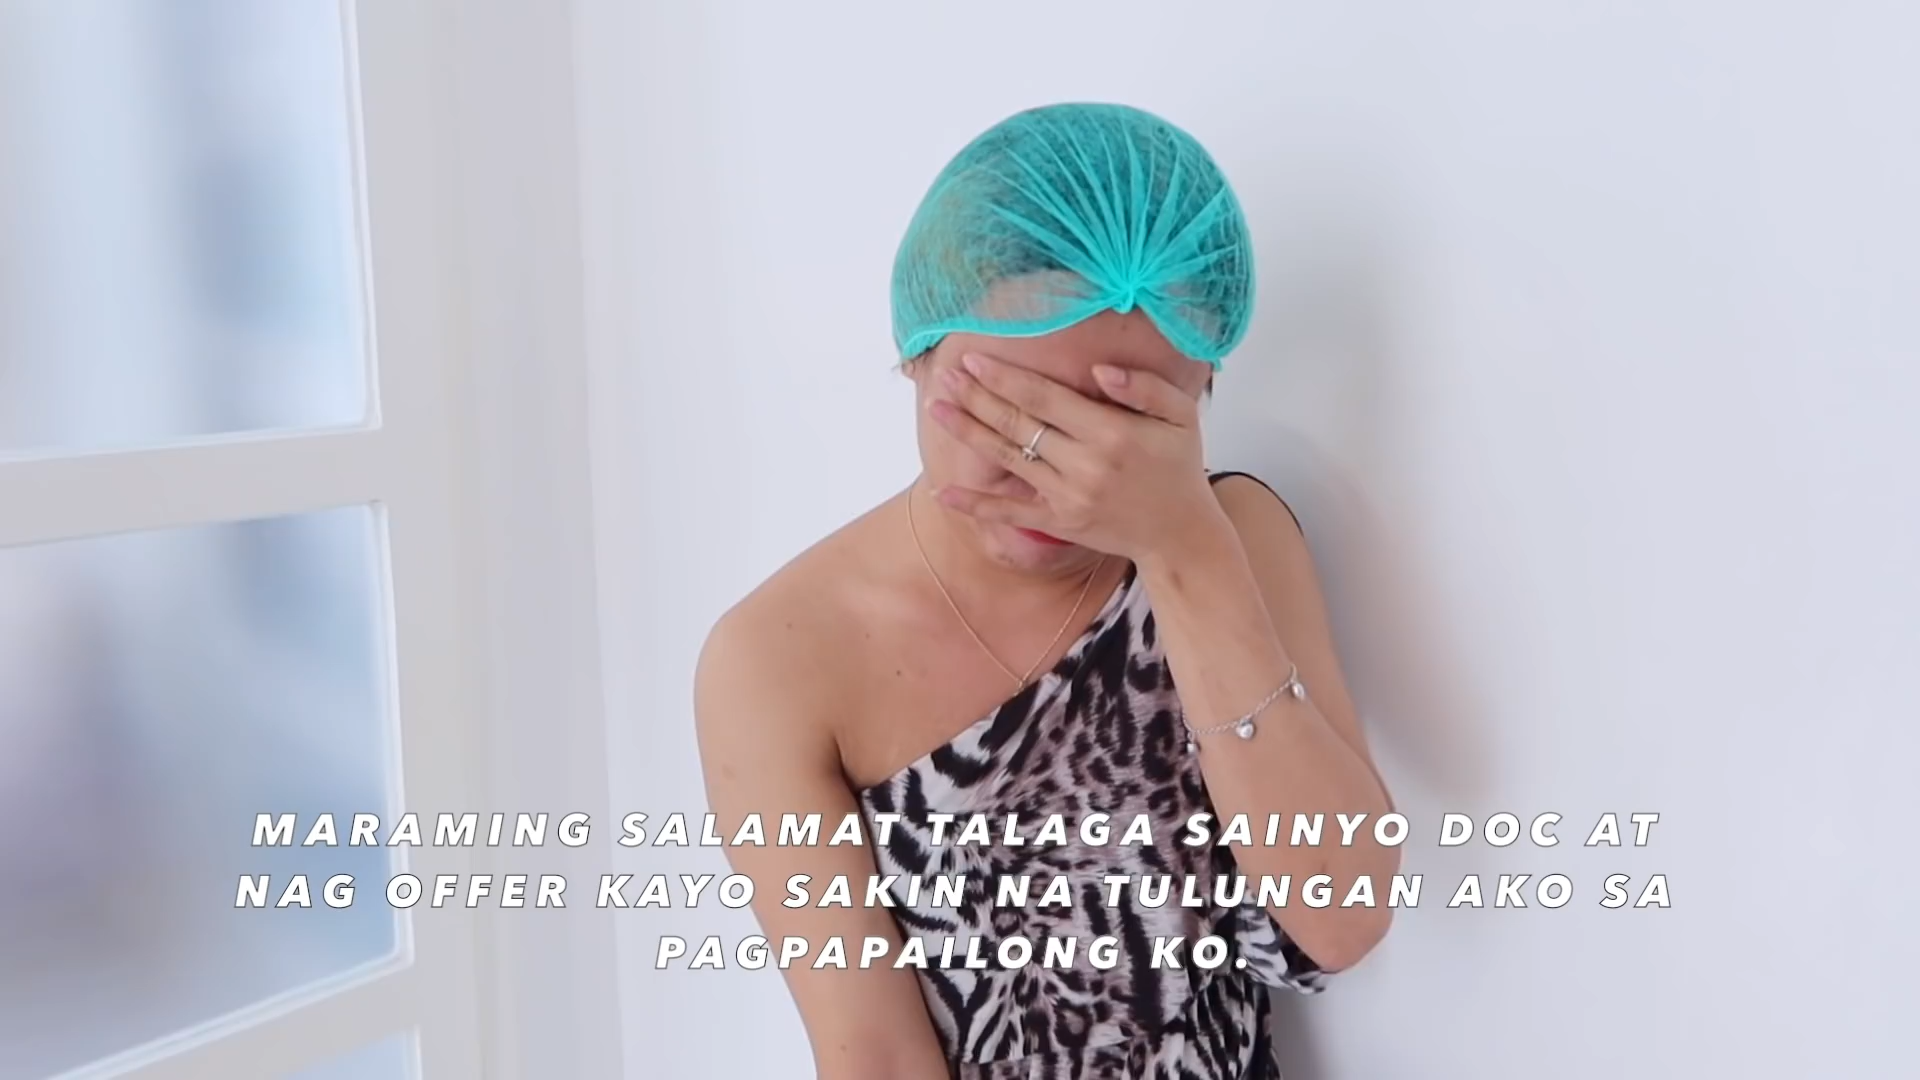 MARAMING SALAMAT TALAGA SAINYO DOC AT
NAG OFFER KAYO SAKIN NA TULUNGAN AKO SA
PAGPAPAILONG KO.